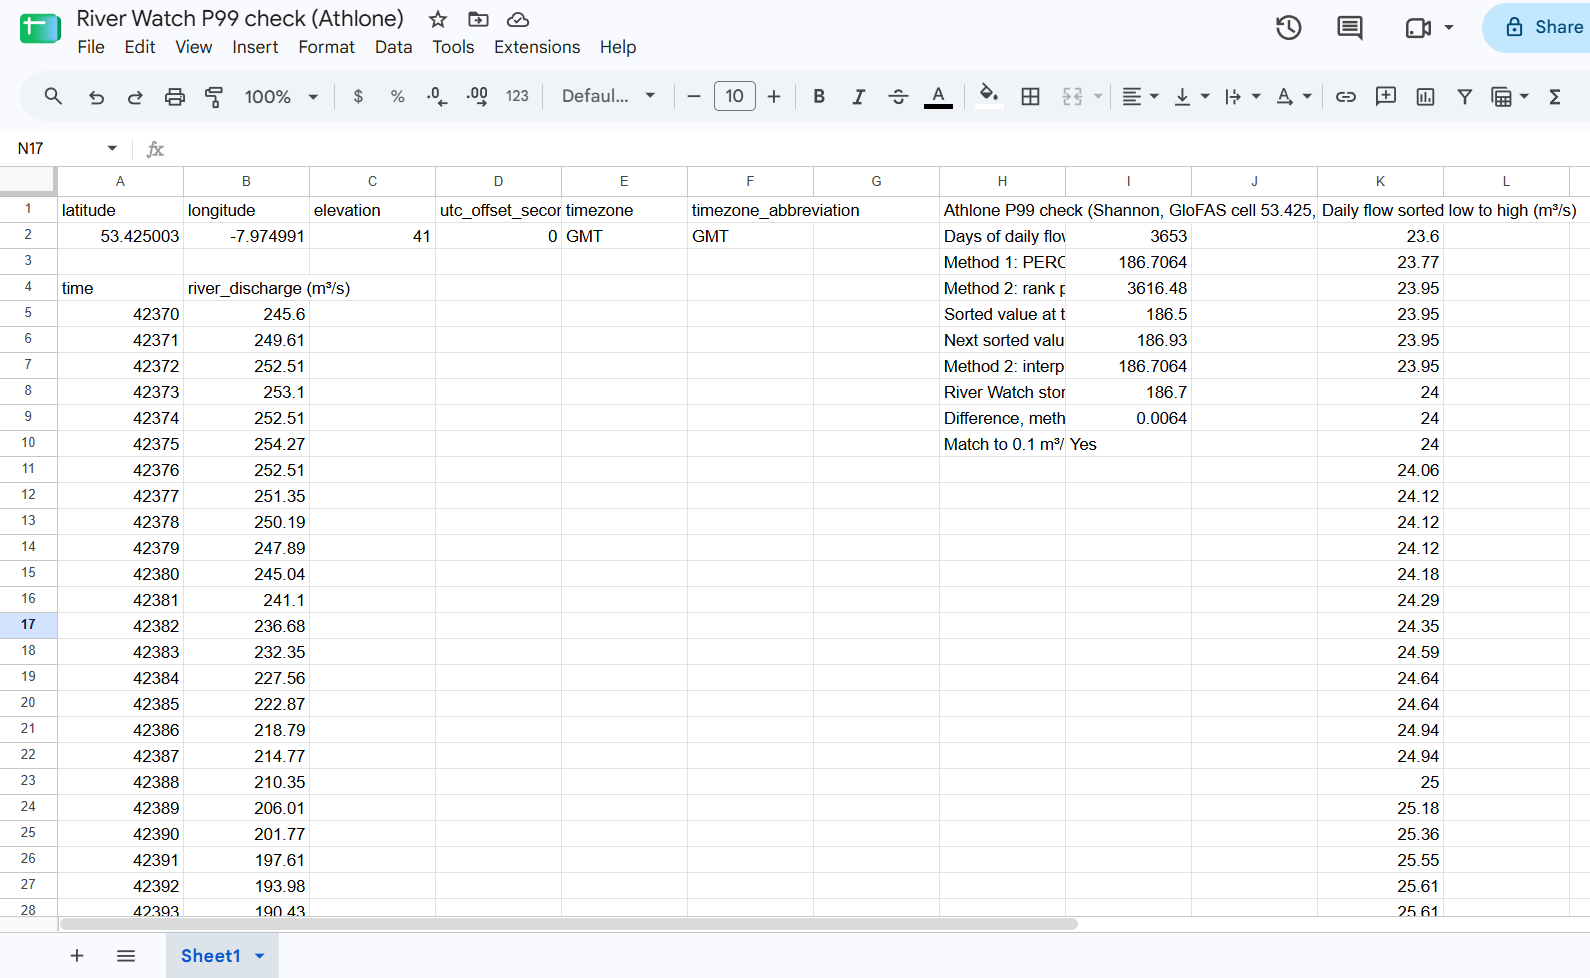 River Watch P99 check (Athlone)
File Edit View Insert Format Data Tools Extensions Help
Share
100% $ % .0 .00 123 Defaul... 10 B I A
N17 fx
A B C D E F G H I J K L
1 latitude longitude elevation utc_offset_secor timezone timezone_abbreviation Athlone P99 check (Shannon, GloFAS cell 53.425, Daily flow sorted low to high (m³/s)
2 53.425003 -7.974991 41 0 GMT GMT Days of daily flow 3653 23.6
3 Method 1: PERC 186.7064 23.77
4 time river_discharge (m³/s) Method 2: rank p 3616.48 23.95
5 42370 245.6 Sorted value at t 186.5 23.95
6 42371 249.61 Next sorted valu 186.93 23.95
7 42372 252.51 Method 2: interp 186.7064 23.95
8 42373 253.1 River Watch stor 186.7 24
9 42374 252.51 Difference, meth 0.0064 24
10 42375 254.27 Match to 0.1 m³/ Yes 24
11 42376 252.51 24.06
12 42377 251.35 24.12
13 42378 250.19 24.12
14 42379 247.89 24.12
15 42380 245.04 24.18
16 42381 241.1 24.29
17 42382 236.68 24.35
18 42383 232.35 24.59
19 42384 227.56 24.64
20 42385 222.87 24.64
21 42386 218.79 24.94
22 42387 214.77 24.94
23 42388 210.35 25
24 42389 206.01 25.18
25 42390 201.77 25.36
26 42391 197.61 25.55
27 42392 193.98 25.61
28 42393 190.43 25.61
Sheet1